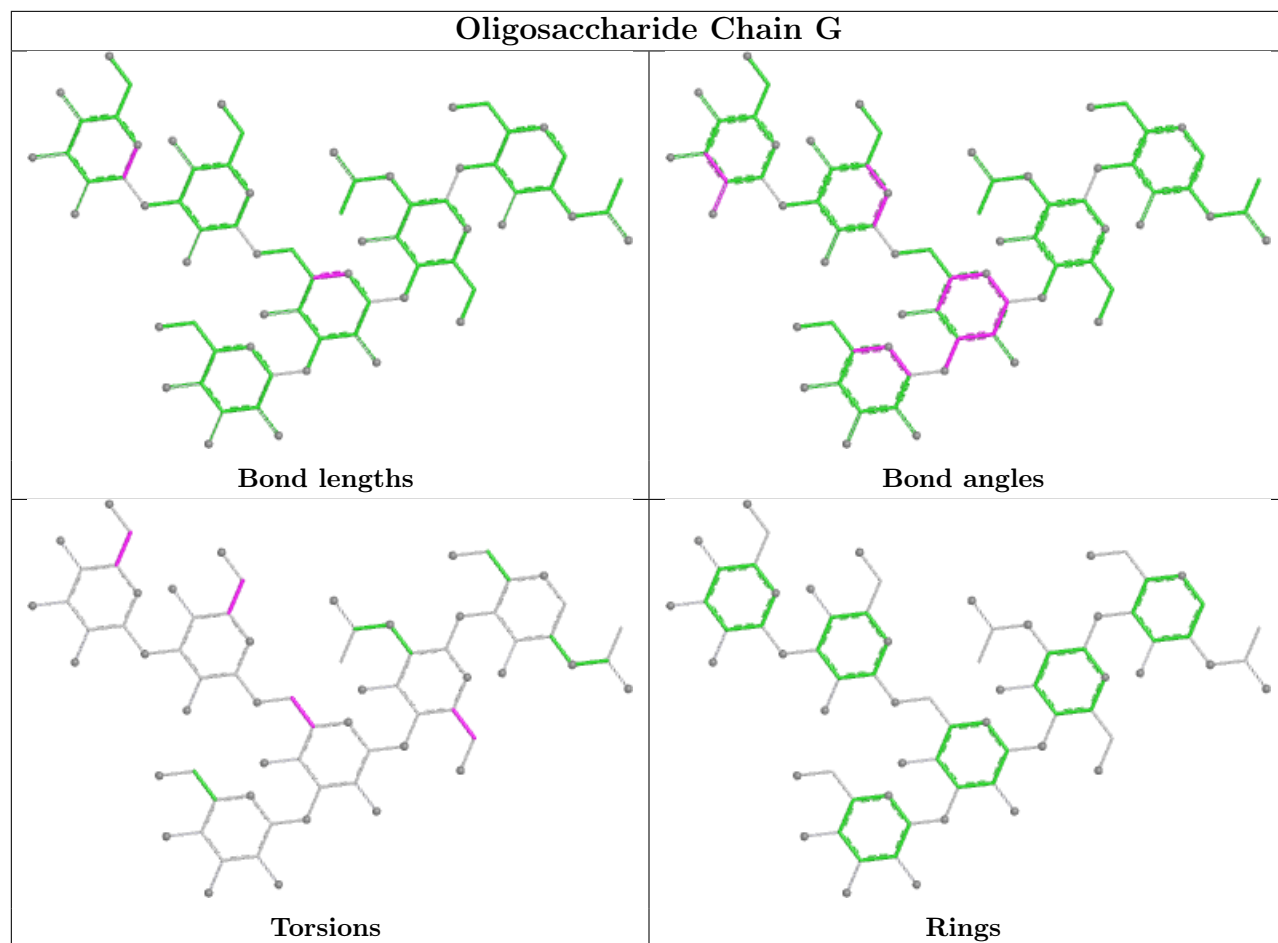 Oligosaccharide Chain G
Bond lengths
Bond angles
Torsions
Rings